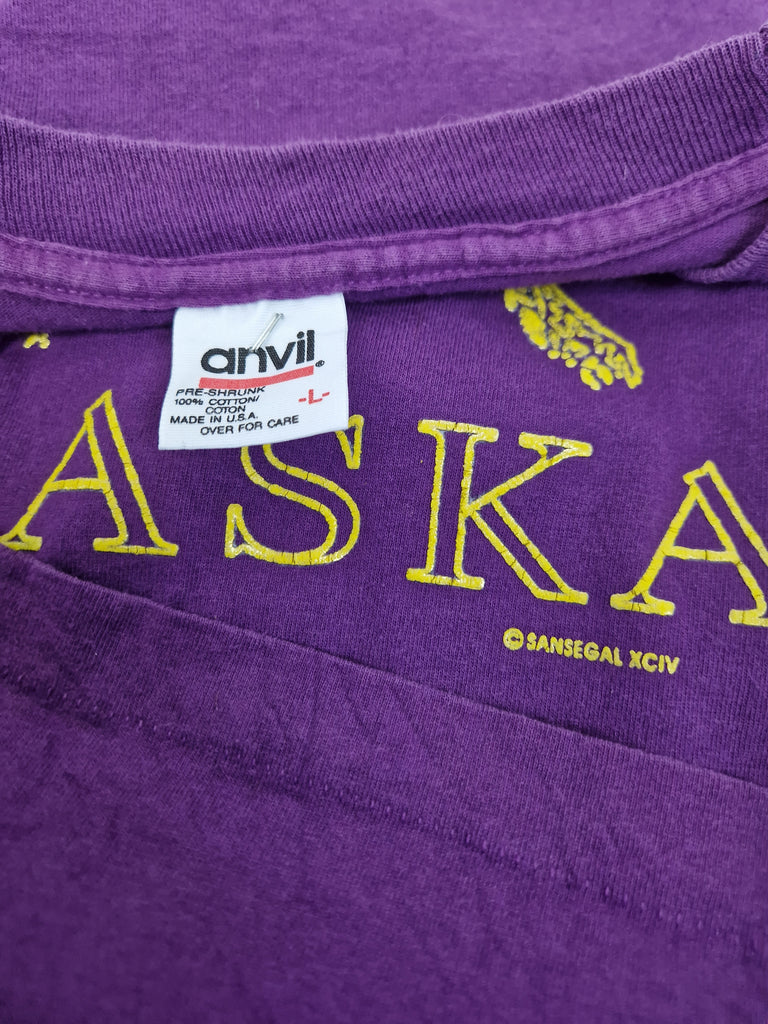 anvil®
PRE-SHRUNK
100% COTTON/
COTON
-L-
MADE IN U.S.A.
OVER FOR CARE
ASKA
© SANSEGAL XCIV